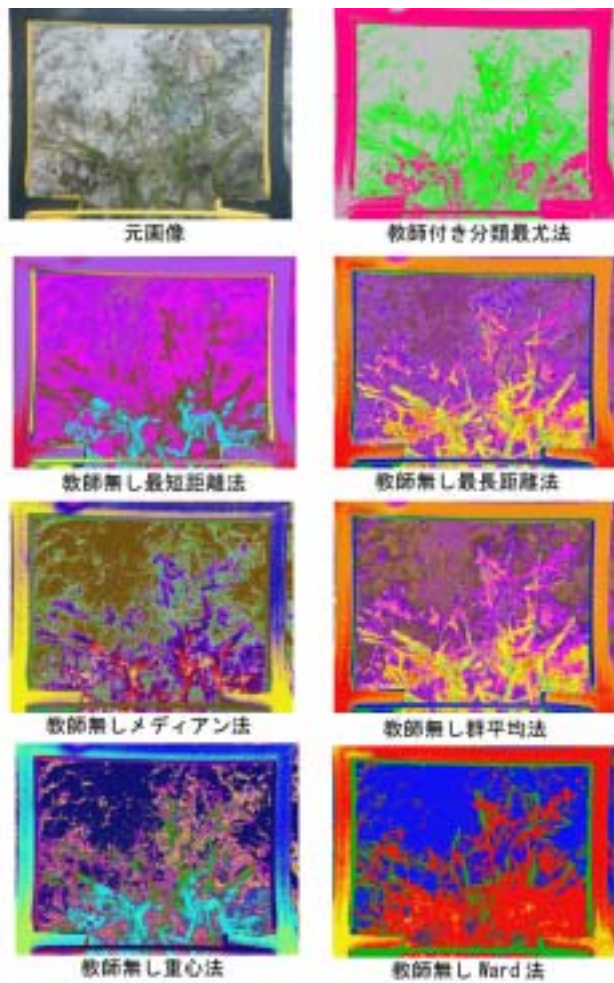 元画像
教師付き分類最尤法
教師無し最短距離法
教師無し最長距離法
教師無しメディアン法
教師無し群平均法
教師無し重心法
教師無し Ward 法